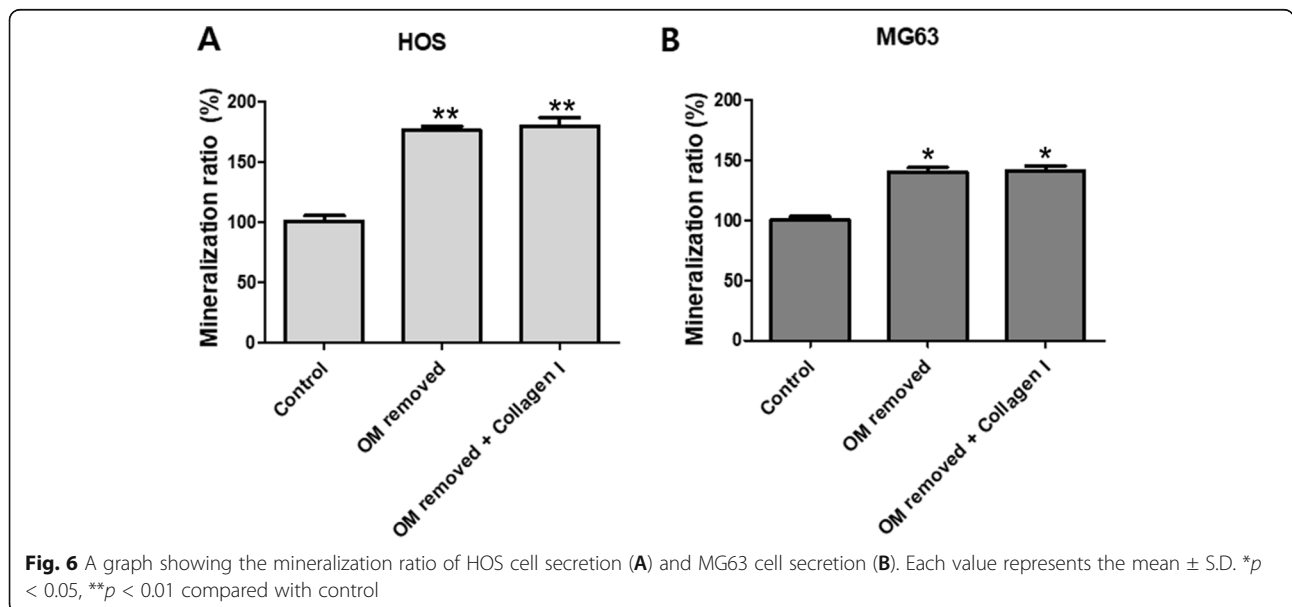 A
HOS
Mineralization ratio (%)
200
150
100
50
0
**
**
Control
OM removed
OM removed + Collagen I
B
MG63
Mineralization ratio (%)
200
150
100
50
0
*
*
Control
OM removed
OM removed + Collagen I
Fig. 6 A graph showing the mineralization ratio of HOS cell secretion (A) and MG63 cell secretion (B). Each value represents the mean ± S.D. *p
< 0.05, **p < 0.01 compared with control